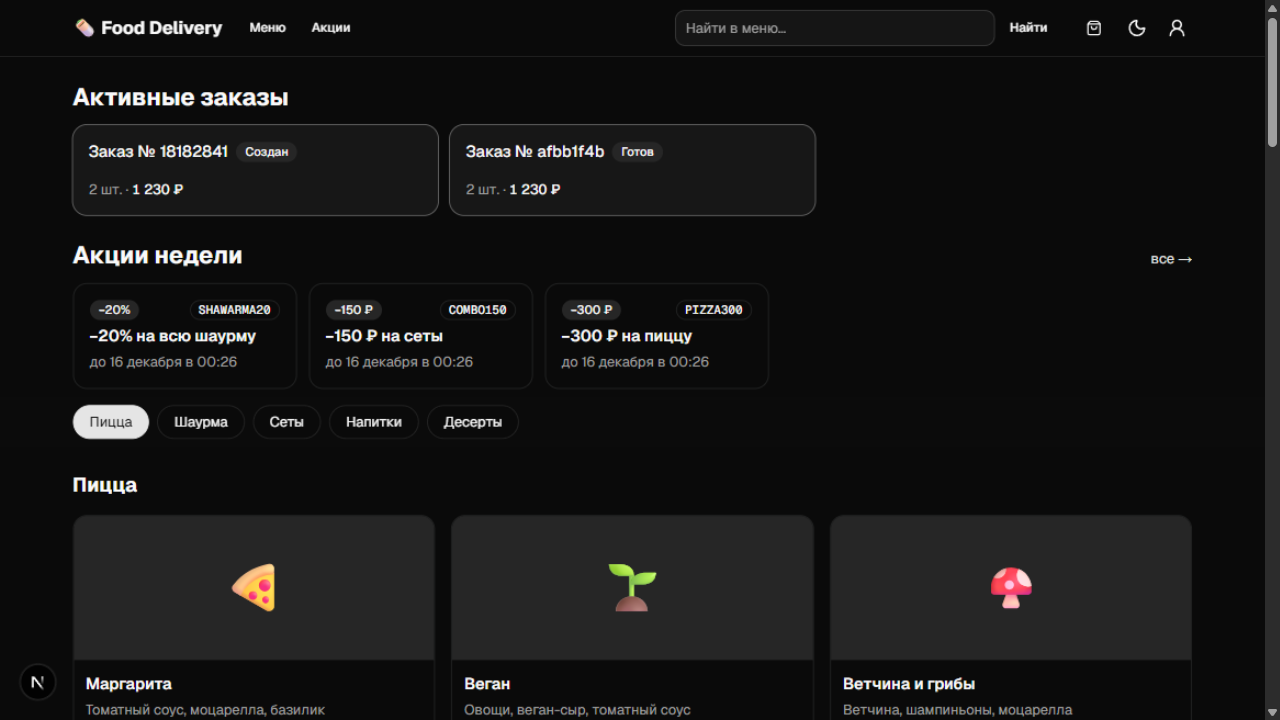 Food Delivery Меню Акции Найти в меню… Найти
Активные заказы
Заказ № 18182841 Создан
2 шт. · 1 230 ₽
Заказ № afbb1f4b Готов
2 шт. · 1 230 ₽
Акции недели все →
−20% SHAWARMA20
−20% на всю шаурму
до 16 декабря в 00:26
−150 ₽ COMBO150
−150 ₽ на сеты
до 16 декабря в 00:26
−300 ₽ PIZZA300
−300 ₽ на пиццу
до 16 декабря в 00:26
Пицца Шаурма Сеты Напитки Десерты
Пицца
Маргарита
Томатный соус, моцарелла, базилик
Веган
Овощи, веган-сыр, томатный соус
Ветчина и грибы
Ветчина, шампиньоны, моцарелла
N